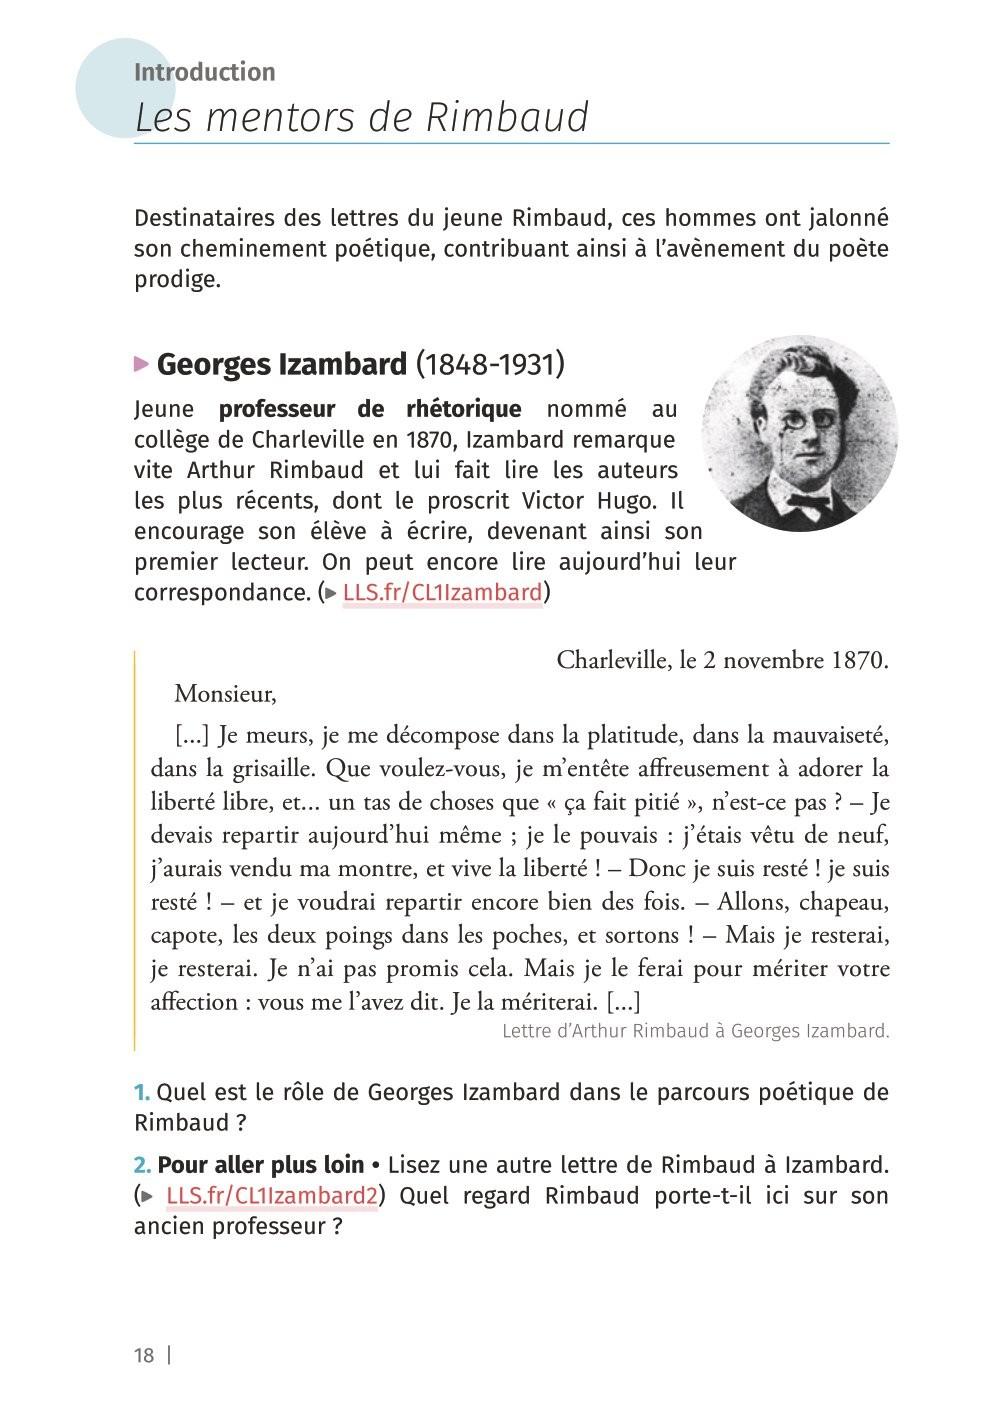 Introduction
Les mentors de Rimbaud
Destinataires des lettres du jeune Rimbaud, ces hommes ont jalonné
son cheminement poétique, contribuant ainsi à l’avènement du poète
prodige.
▶ Georges Izambard (1848-1931)
Jeune professeur de rhétorique nommé au
collège de Charleville en 1870, Izambard remarque
vite Arthur Rimbaud et lui fait lire les auteurs
les plus récents, dont le proscrit Victor Hugo. Il
encourage son élève à écrire, devenant ainsi son
premier lecteur. On peut encore lire aujourd’hui leur
correspondance. (▶ LLS.fr/CL1Izambard)
Charleville, le 2 novembre 1870.
Monsieur,
[...] Je meurs, je me décompose dans la platitude, dans la mauvaiseté,
dans la grisaille. Que voulez-vous, je m’entête affreusement à adorer la
liberté libre, et... un tas de choses que « ça fait pitié », n’est-ce pas ? – Je
devais repartir aujourd’hui même ; je le pouvais : j’étais vêtu de neuf,
j’aurais vendu ma montre, et vive la liberté ! – Donc je suis resté ! je suis
resté ! – et je voudrai repartir encore bien des fois. – Allons, chapeau,
capote, les deux poings dans les poches, et sortons ! – Mais je resterai,
je resterai. Je n’ai pas promis cela. Mais je le ferai pour mériter votre
affection : vous me l’avez dit. Je la mériterai. [...]
Lettre d’Arthur Rimbaud à Georges Izambard.
1. Quel est le rôle de Georges Izambard dans le parcours poétique de
Rimbaud ?
2. Pour aller plus loin • Lisez une autre lettre de Rimbaud à Izambard.
(▶ LLS.fr/CL1Izambard2) Quel regard Rimbaud porte-t-il ici sur son
ancien professeur ?
18 |